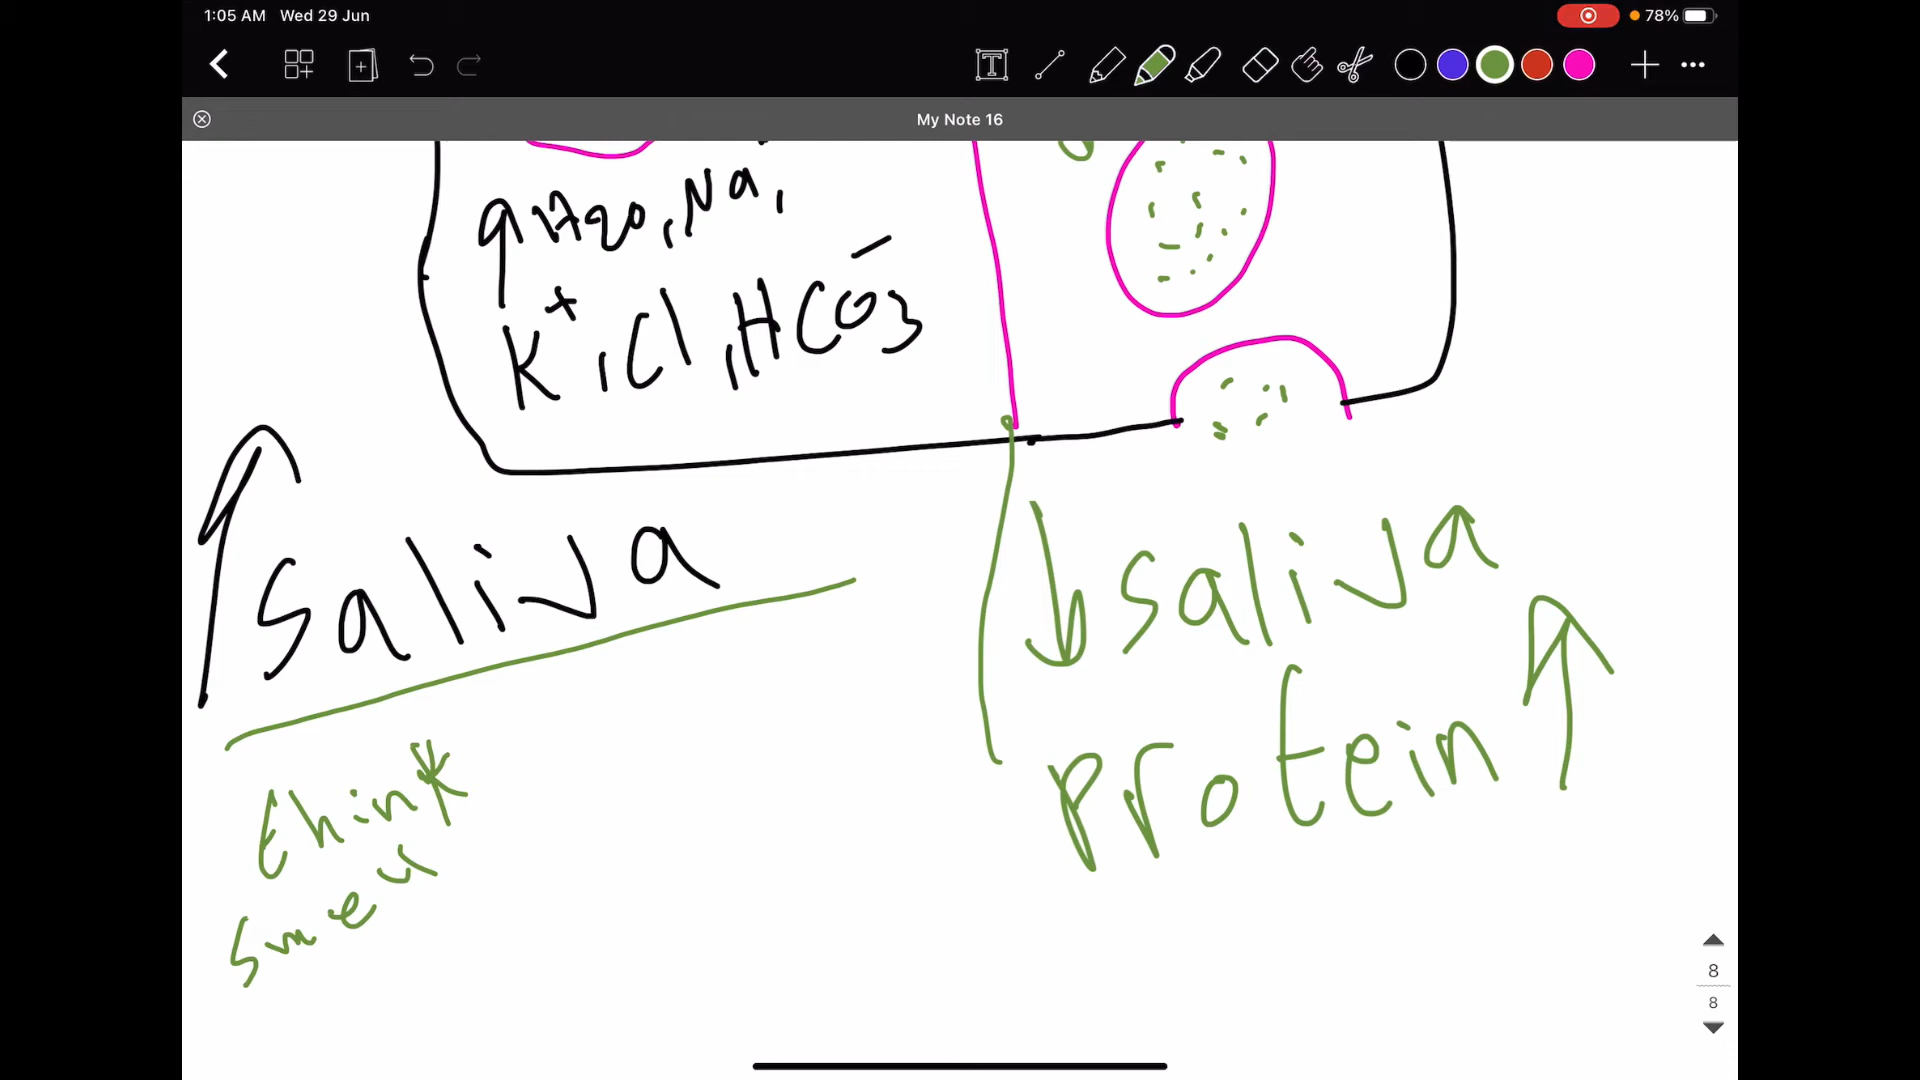 1:05 AM Wed 29 Jun
78%
My Note 16
↑H2O, Na,
K+, Cl, HCO3-
↑ Saliva
↓ Saliva
protein ↑
think
smell
8
8